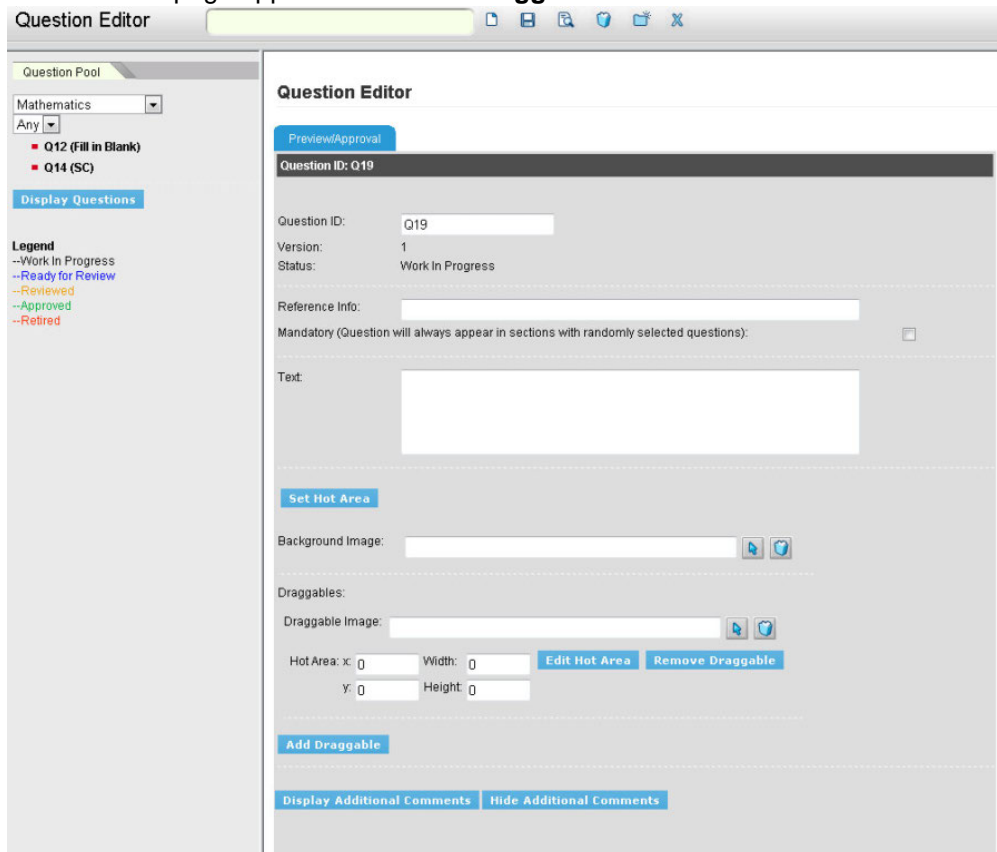 Question Editor
Question Pool
Mathematics
Any
Q12 (Fill in Blank)
Q14 (SC)
Display Questions
Legend
--Work In Progress
--Ready for Review
--Reviewed
--Approved
--Retired
Question Editor
Preview/Approval
Question ID: Q19
Question ID: Q19
Version: 1
Status: Work In Progress
Reference Info:
Mandatory (Question will always appear in sections with randomly selected questions):
Text:
Set Hot Area
Background Image:
Draggables:
Draggable Image:
Hot Area: x: 0 Width: 0 Edit Hot Area Remove Draggable
y: 0 Height: 0
Add Draggable
Display Additional Comments Hide Additional Comments